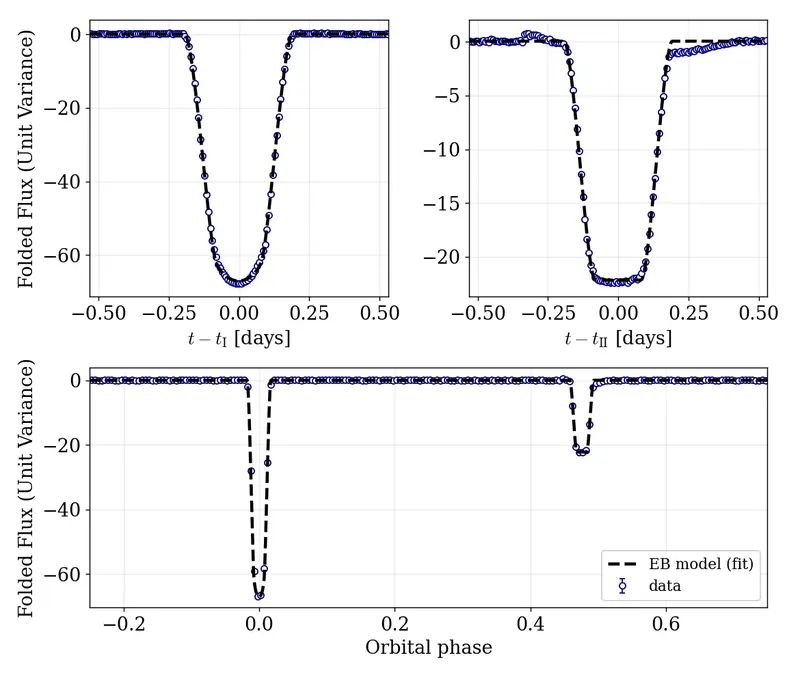 Folded Flux (Unit Variance)
0
−20
−40
−60
−0.50 −0.25 0.00 0.25 0.50
t − tI [days]
0
−5
−10
−15
−20
−0.50 −0.25 0.00 0.25 0.50
t − tII [days]
Folded Flux (Unit Variance)
0
−20
−40
−60
EB model (fit)
data
−0.2 0.0 0.2 0.4 0.6
Orbital phase